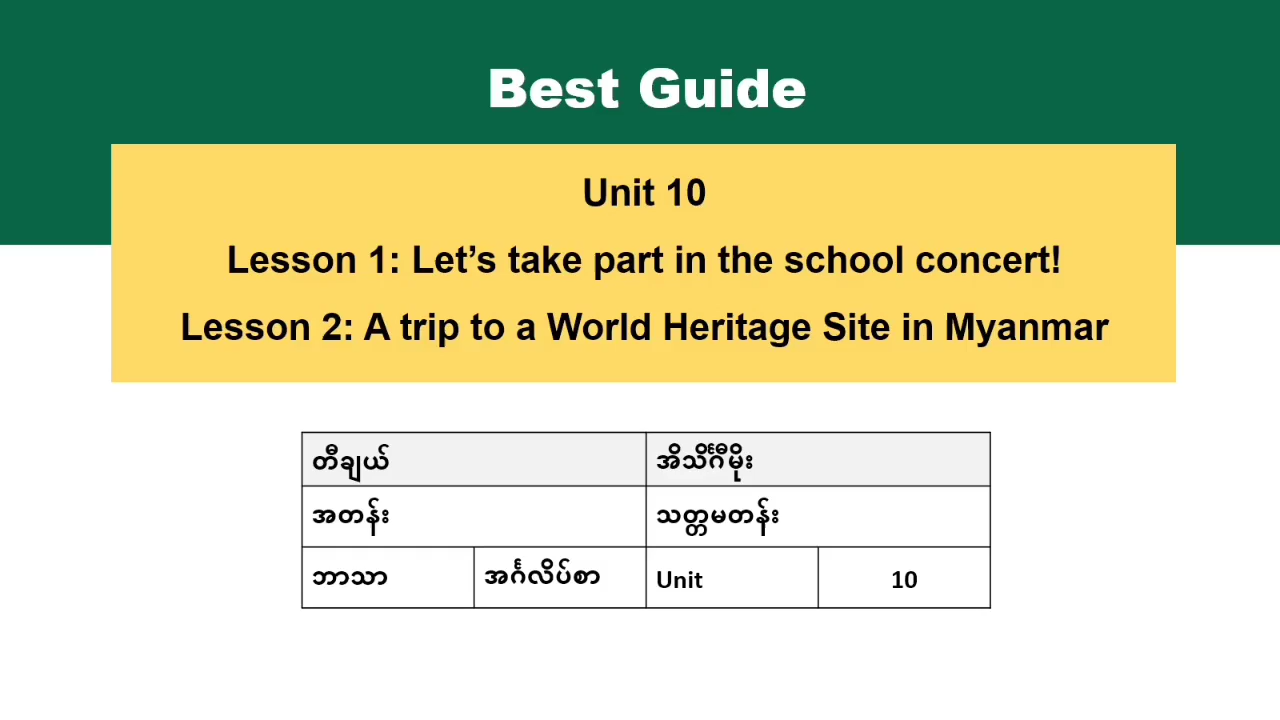 Best Guide
Unit 10
Lesson 1: Let’s take part in the school concert!
Lesson 2: A trip to a World Heritage Site in Myanmar
တီချယ် အိသိင်္ဂီမိုး
အတန်း သတ္တမတန်း
ဘာသာ အင်္ဂလိပ်စာ Unit 10